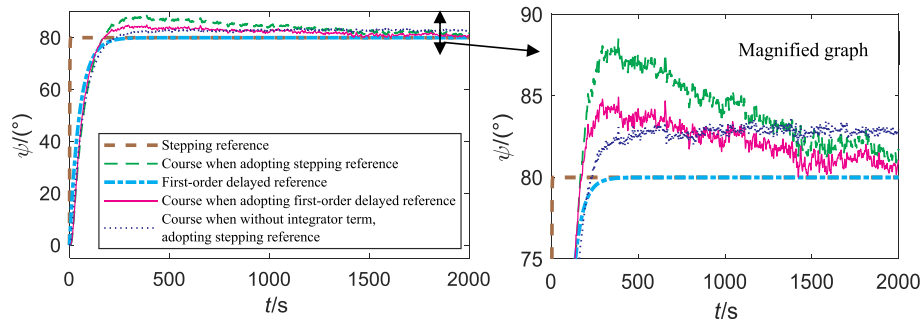 ψ/(°)
80
60
40
20
0
Stepping reference
Course when adopting stepping reference
First-order delayed reference
Course when adopting first-order delayed reference
Course when without integrator term,
adopting stepping reference
0 500 1000 1500 2000
t/s
Magnified graph
ψ/(°)
90
85
80
75
0 500 1000 1500 2000
t/s